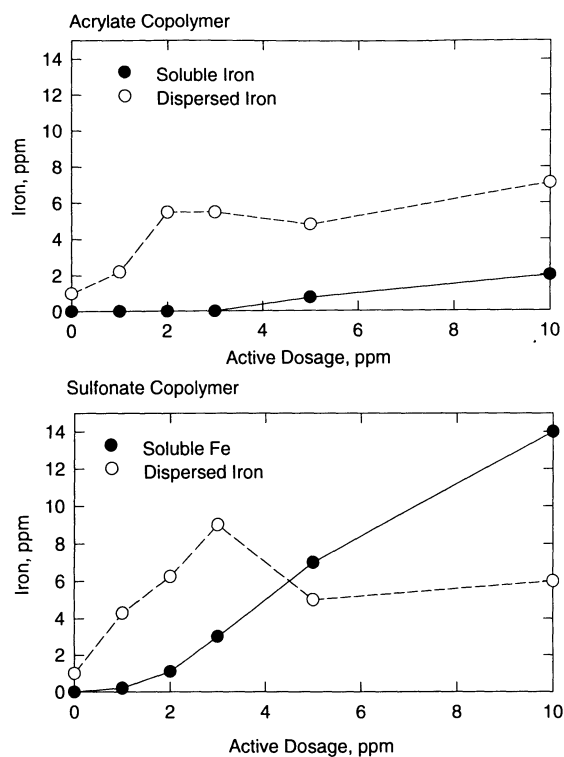 Acrylate Copolymer
14
Soluble Iron
12
Dispersed Iron
10
8
Iron, ppm
6
4
2
0
0 2 4 6 8 10
Active Dosage, ppm
Sulfonate Copolymer
14
Soluble Fe
12
Dispersed Iron
10
8
Iron, ppm
6
4
2
0
0 2 4 6 8 10
Active Dosage, ppm